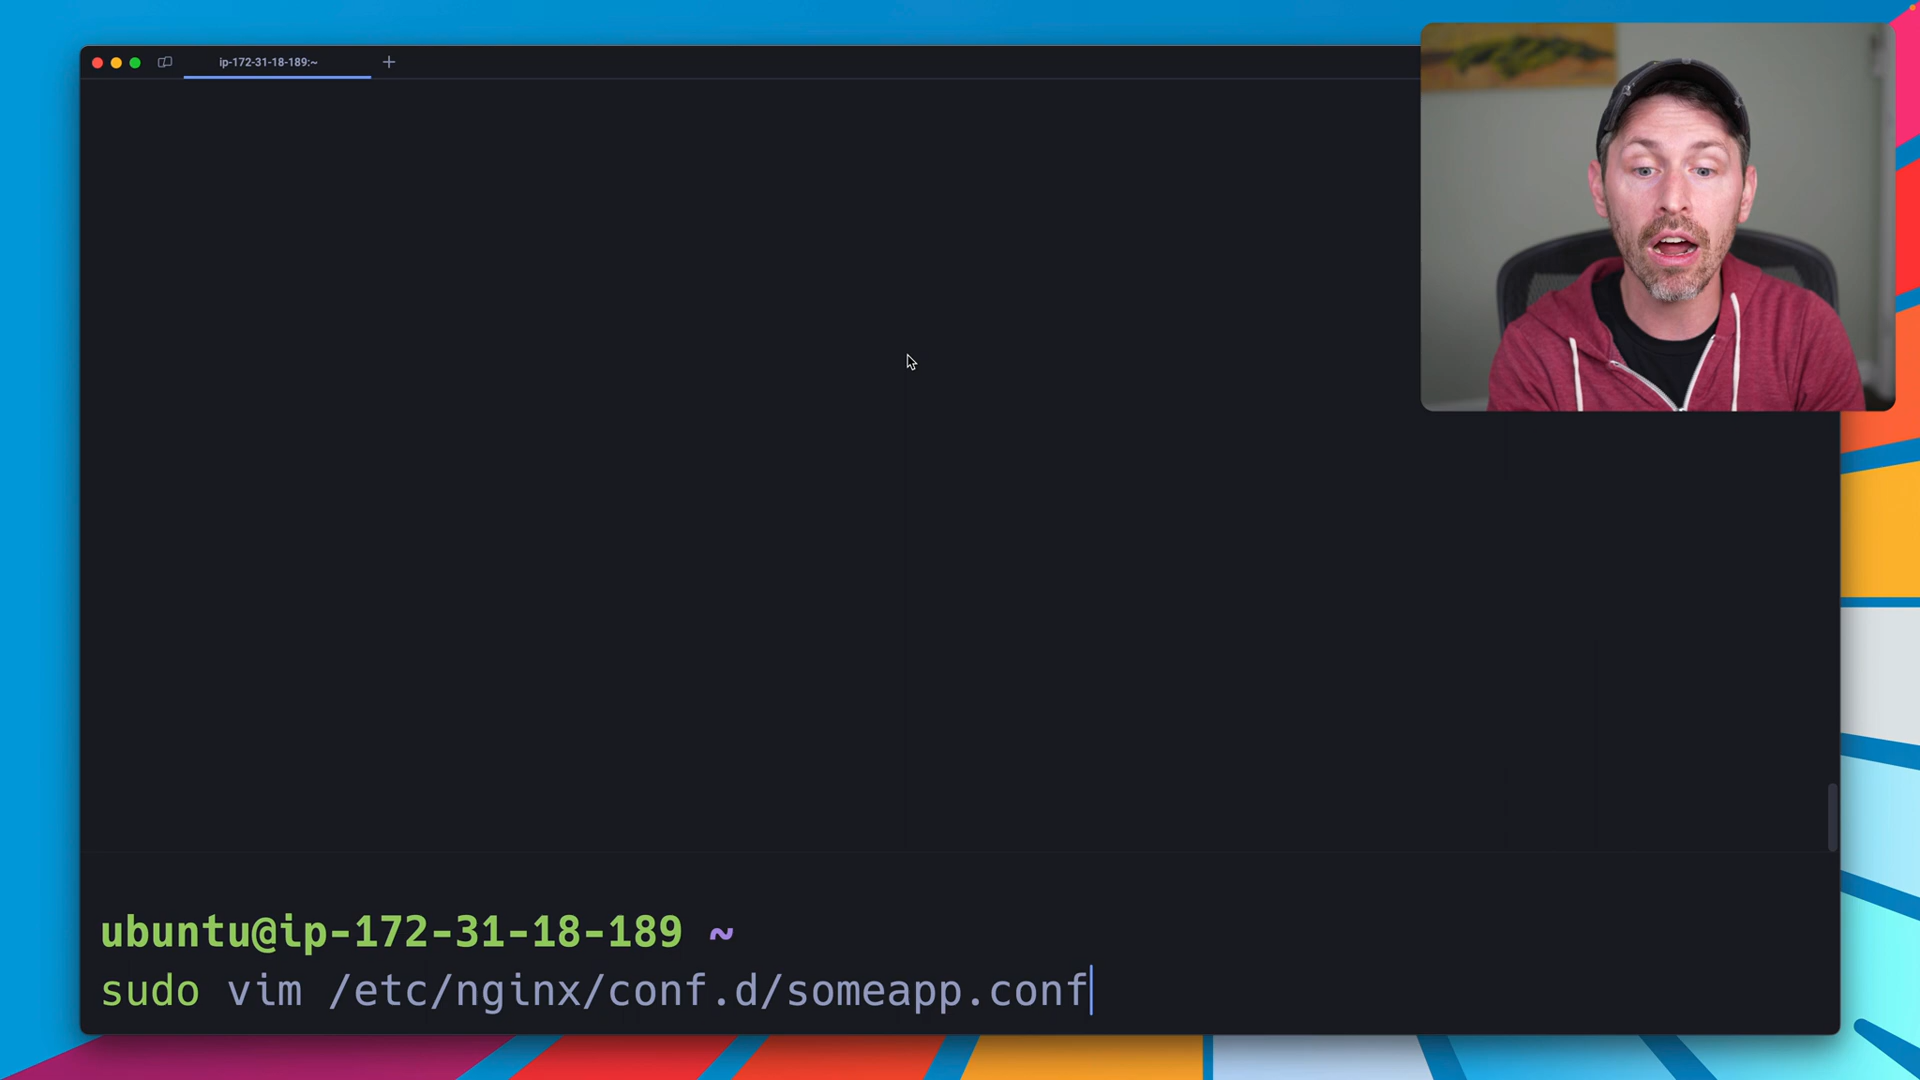 ip-172-31-18-189:~
ubuntu@ip-172-31-18-189 ~
sudo vim /etc/nginx/conf.d/someapp.conf